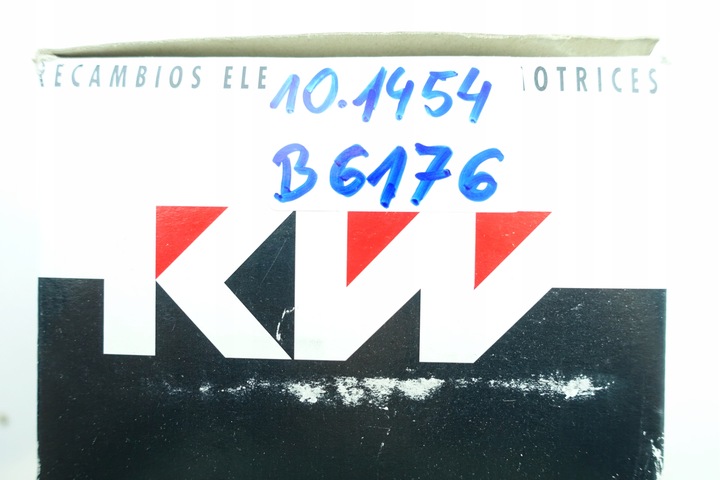 RECAMBIOS ELE OTRICES
10.1454
B6176
KW